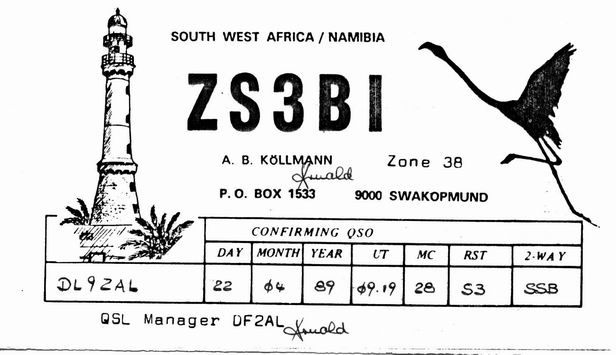 SOUTH WEST AFRICA / NAMIBIA
ZS3BI
A. B. KÖLLMANN Zone 38
Arnold
P. O. BOX 1533 9000 SWAKOPMUND
CONFIRMING QSO
DAY MONTH YEAR UT MC RST 2-WAY
DL9ZAL 22 04 89 09.19 28 53 SSB
QSL Manager DF2AL Arnold